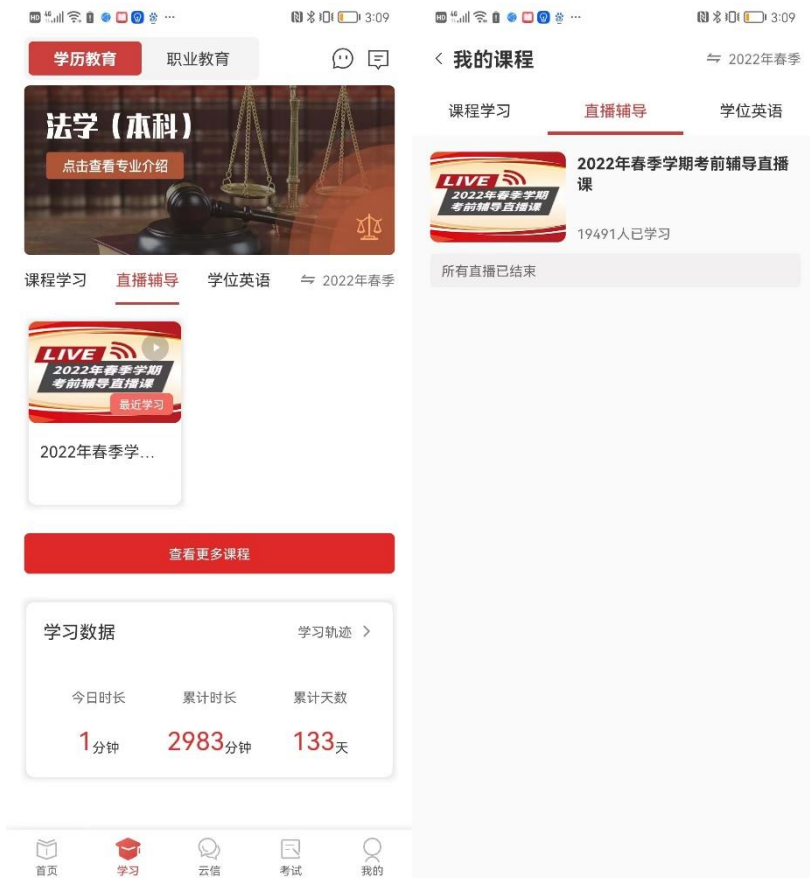 3:09
学历教育
职业教育
法学（本科）
点击查看专业介绍
课程学习
直播辅导
学位英语
2022年春季
LIVE
2022年春季学期
考前辅导直播课
最近学习
2022年春季学...
查看更多课程
学习数据
学习轨迹
今日时长
累计时长
累计天数
1分钟
2983分钟
133天
首页
学习
云信
考试
我的
3:09
我的课程
2022年春季
课程学习
直播辅导
学位英语
LIVE
2022年春季学期
考前辅导直播课
2022年春季学期考前辅导直播
课
19491人已学习
所有直播已结束